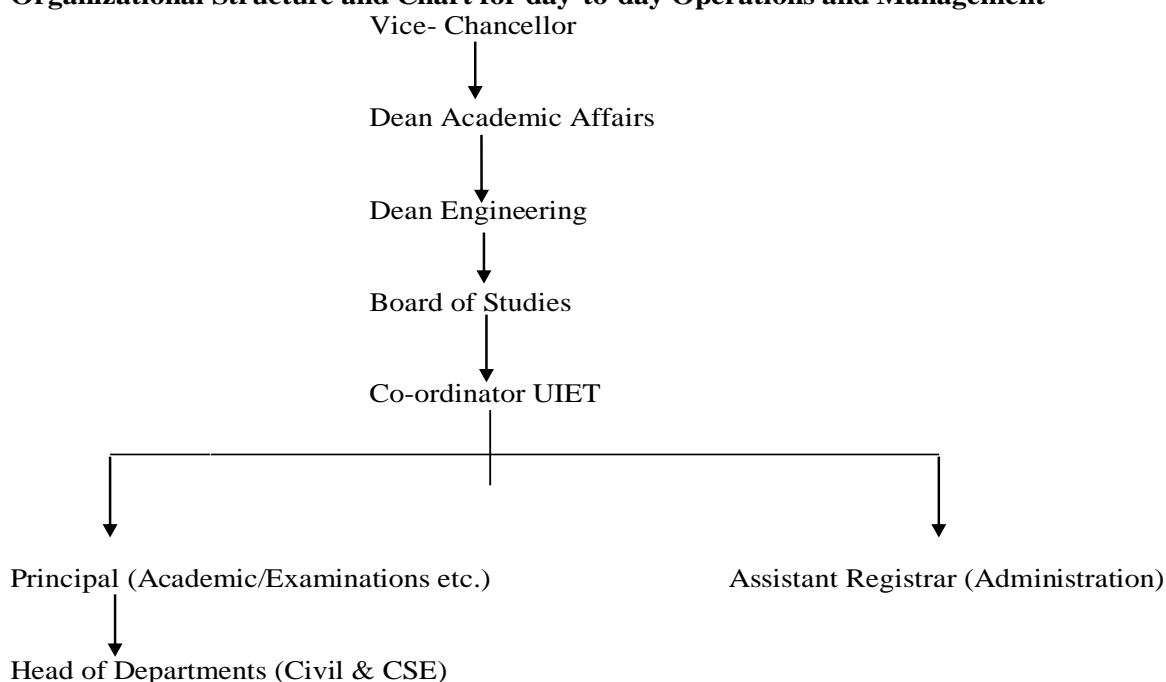 Organizational Structure and Chart for day-to-day Operations and Management
Vice- Chancellor
Dean Academic Affairs
Dean Engineering
Board of Studies
Co-ordinator UIET
Principal (Academic/Examinations etc.) Assistant Registrar (Administration)
Head of Departments (Civil & CSE)